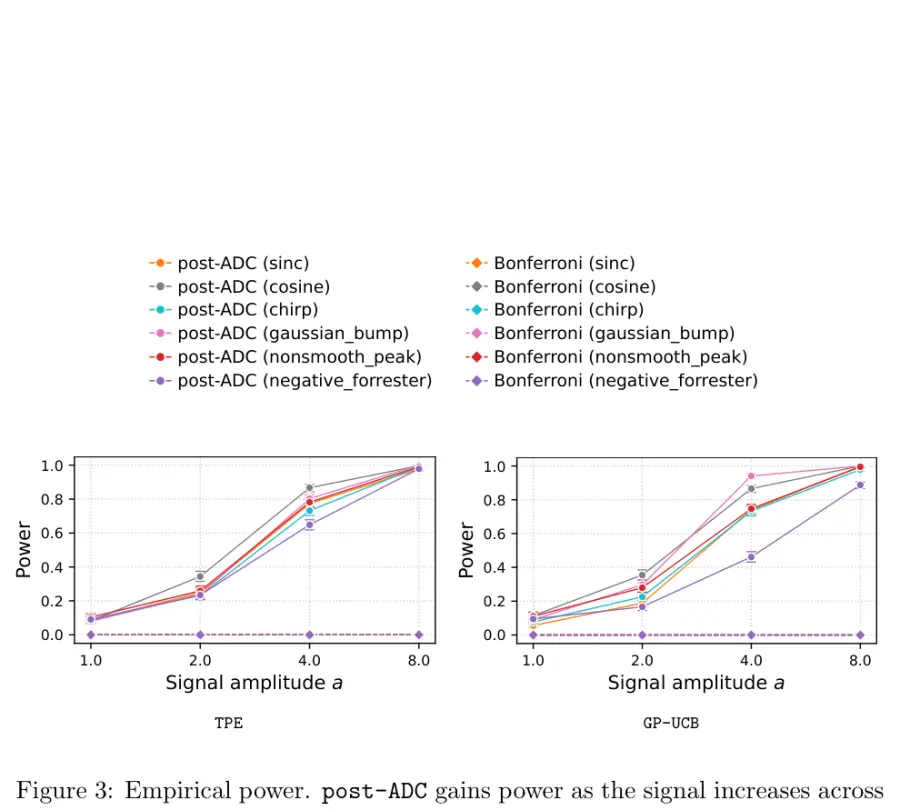 post-ADC (sinc)
post-ADC (cosine)
post-ADC (chirp)
post-ADC (gaussian_bump)
post-ADC (nonsmooth_peak)
post-ADC (negative_forrester)
Bonferroni (sinc)
Bonferroni (cosine)
Bonferroni (chirp)
Bonferroni (gaussian_bump)
Bonferroni (nonsmooth_peak)
Bonferroni (negative_forrester)
Power
1.0
0.8
0.6
0.4
0.2
0.0
1.0 2.0 4.0 8.0
Signal amplitude a
TPE
Power
1.0
0.8
0.6
0.4
0.2
0.0
1.0 2.0 4.0 8.0
Signal amplitude a
GP-UCB
Figure 3: Empirical power. post-ADC gains power as the signal increases across